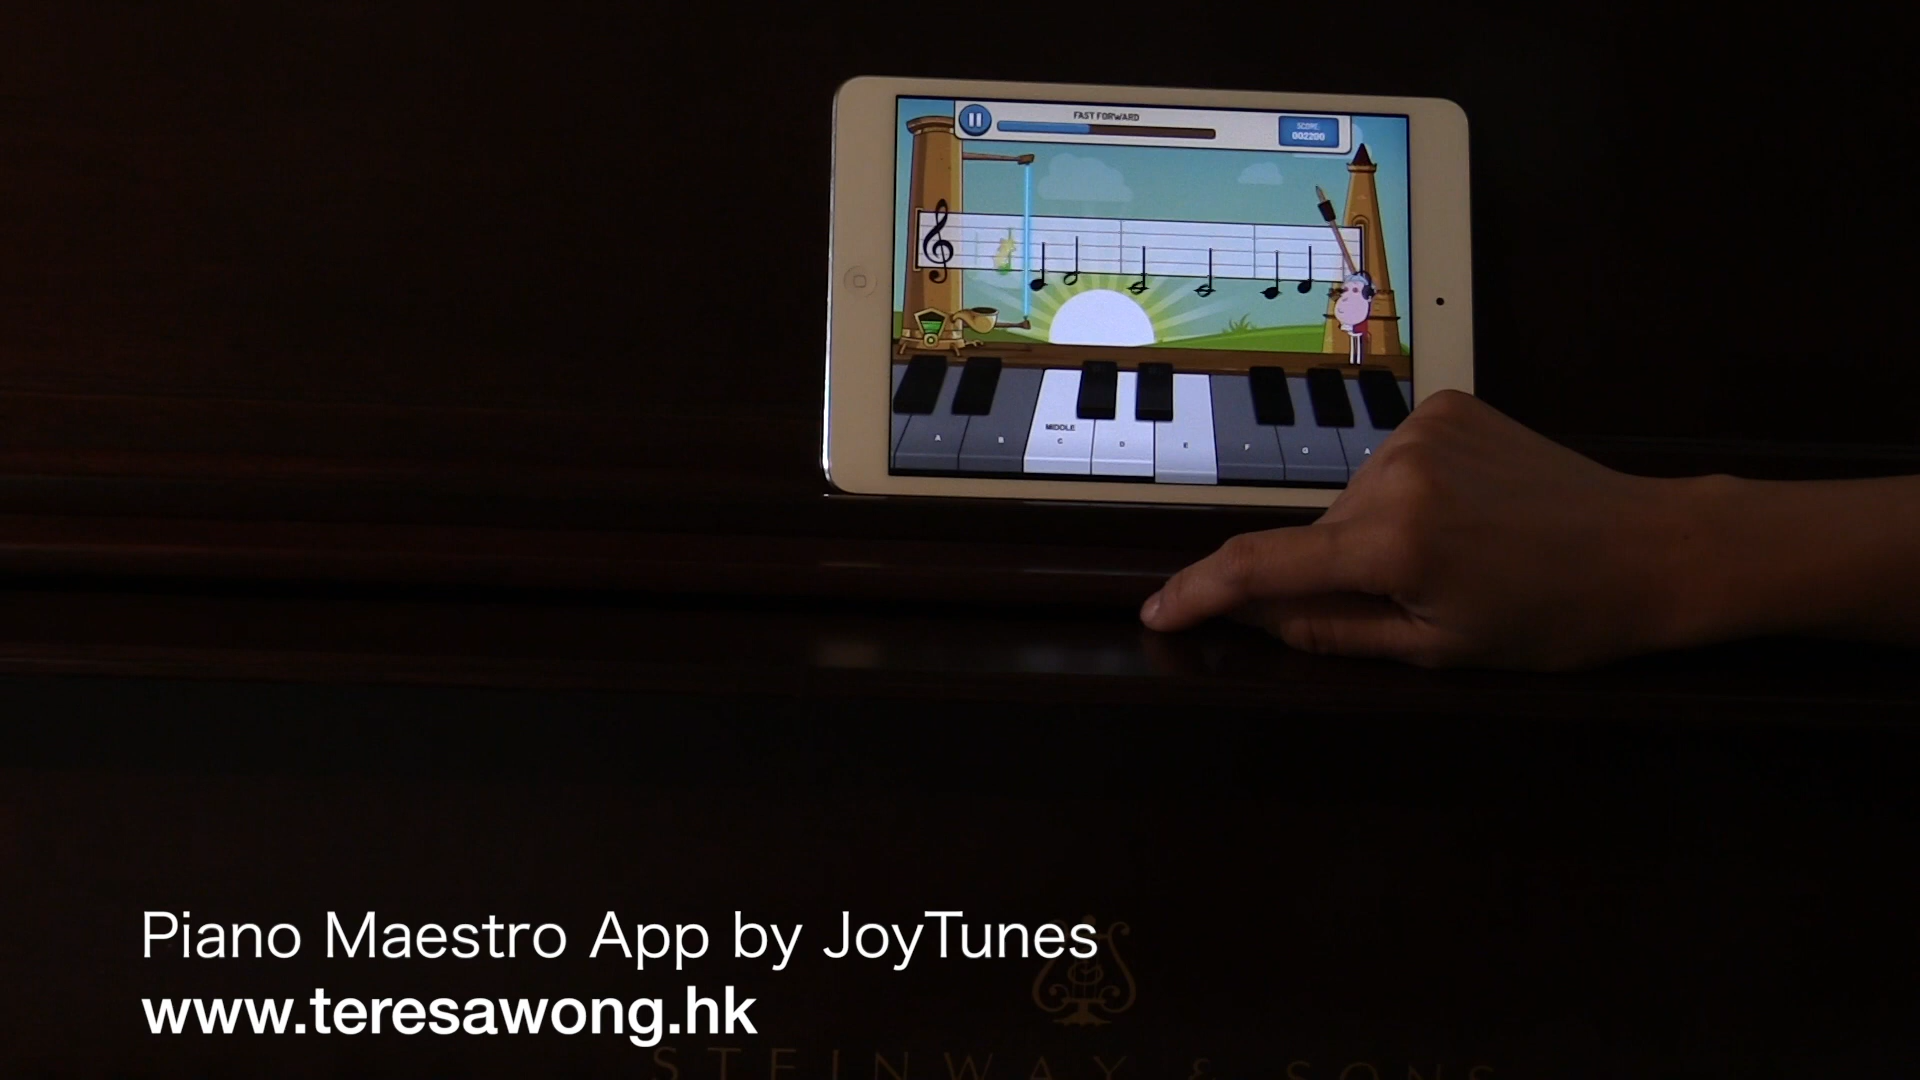 FAST FORWARD
SCORE:
002200
MIDDLE
A B C D E F G A
Piano Maestro App by JoyTunes
www.teresawong.hk
STEINWAY & SONS